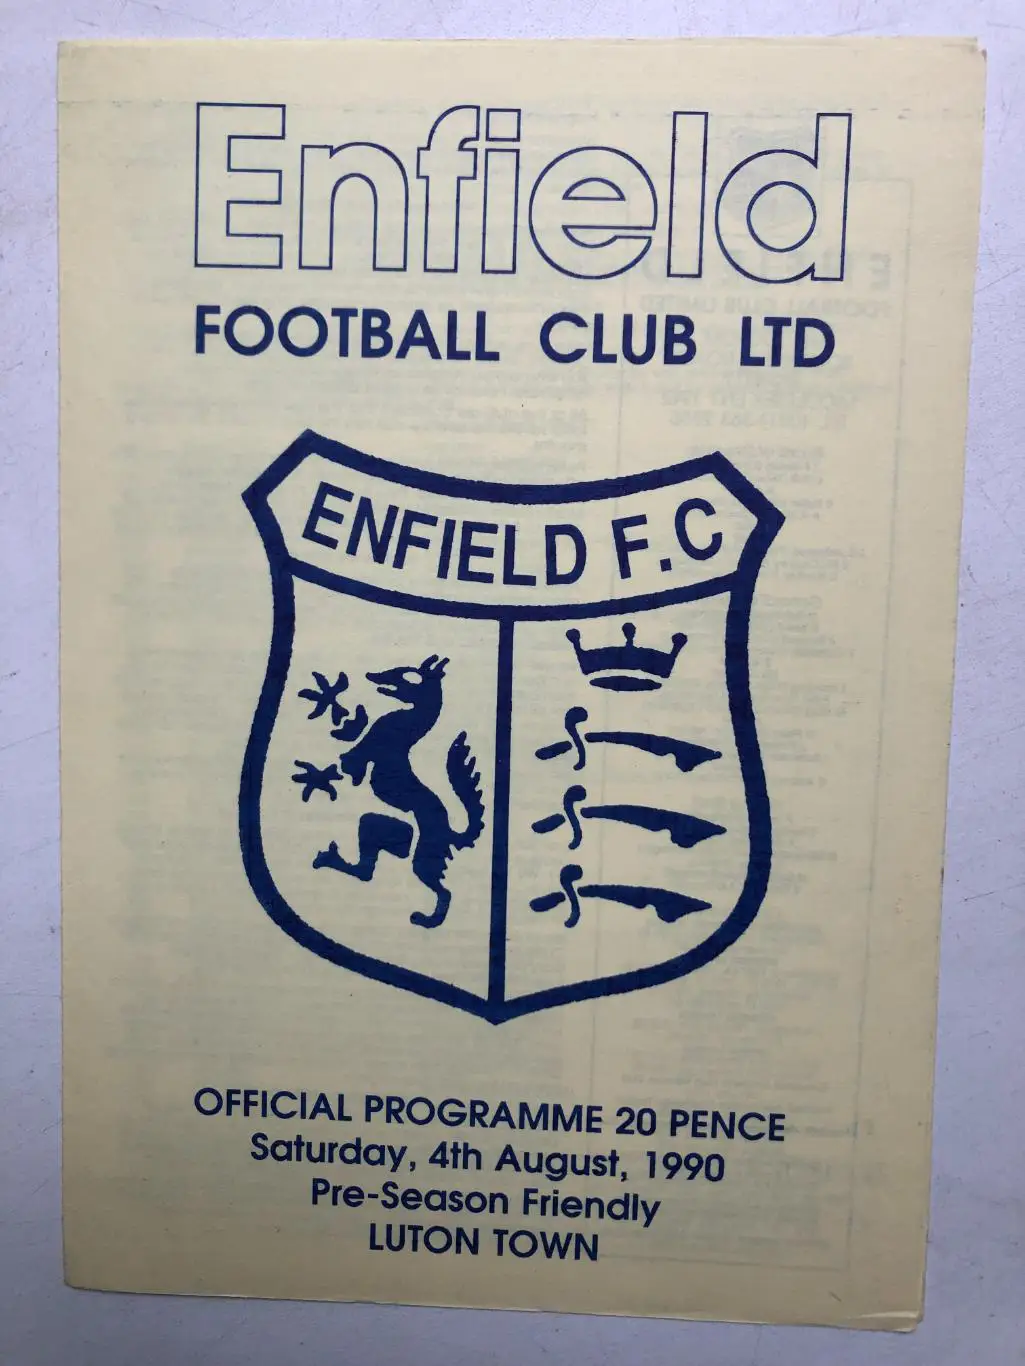 Enfield
FOOTBALL CLUB LTD
ENFIELD F.C
OFFICIAL PROGRAMME 20 PENCE
Saturday, 4th August, 1990
Pre-Season Friendly
LUTON TOWN